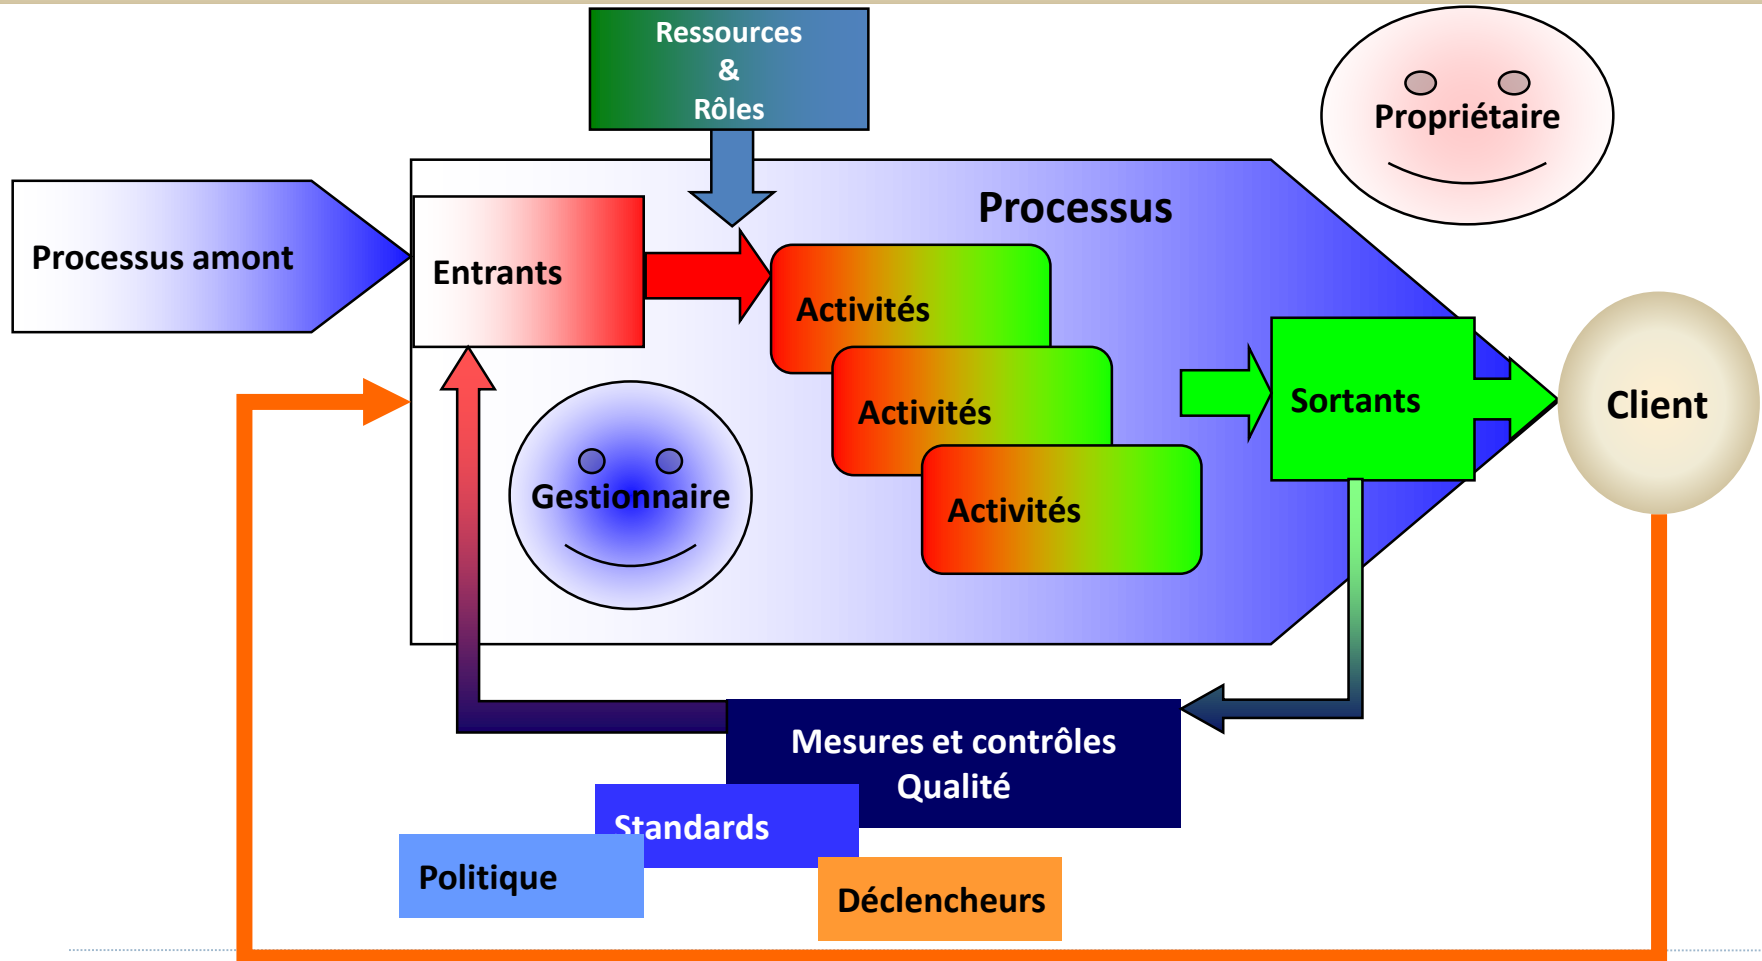 Ressources
&
Rôles
Propriétaire
Processus
Processus amont
Entrants
Activités
Activités
Activités
Sortants
Client
Gestionnaire
Mesures et contrôles
Qualité
Standards
Politique
Déclencheurs